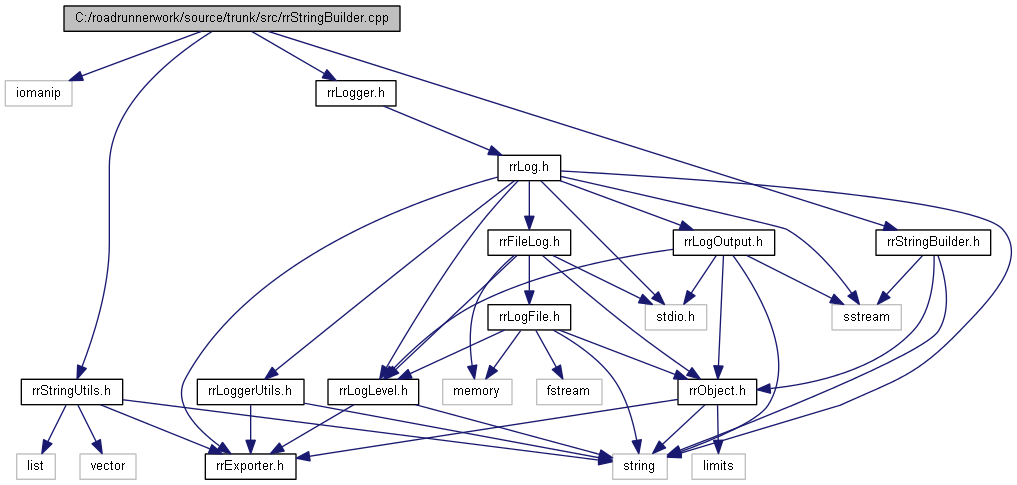 C:/roadrunnerwork/source/trunk/src/rrStringBuilder.cpp
iomanip
rrLogger.h
rrLog.h
rrFileLog.h
rrLogOutput.h
rrStringBuilder.h
rrLogFile.h
stdio.h
sstream
rrStringUtils.h
rrLoggerUtils.h
rrLogLevel.h
memory
fstream
rrObject.h
list
vector
rrExporter.h
string
limits